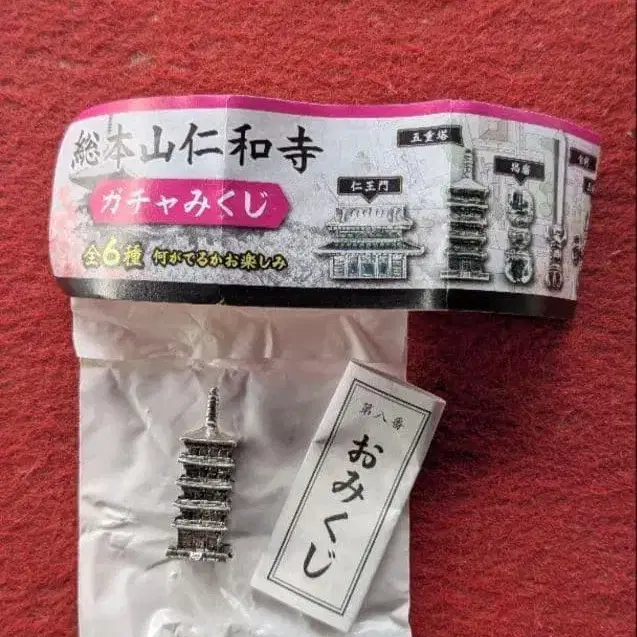 総本山仁和寺
ガチャみくじ
全6種 何がでるかお楽しみ
仁王門
五重塔
第八番
おみくじ